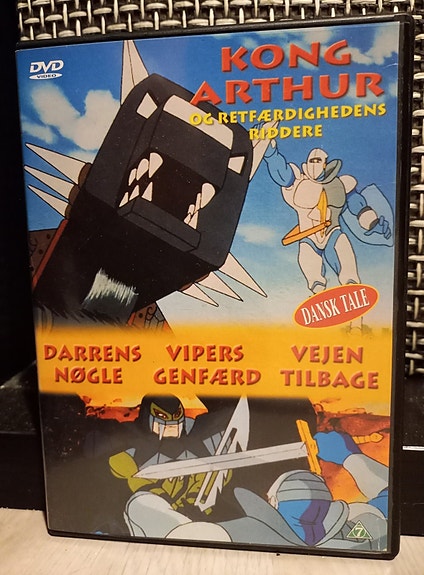 DVD
VIDEO
KONG
ARTHUR
OG RETFÆRDIGHEDENS
RIDDERE
DANSK TALE
DARRENS
NØGLE
VIPERS
GENFÆRD
VEJEN
TILBAGE
7